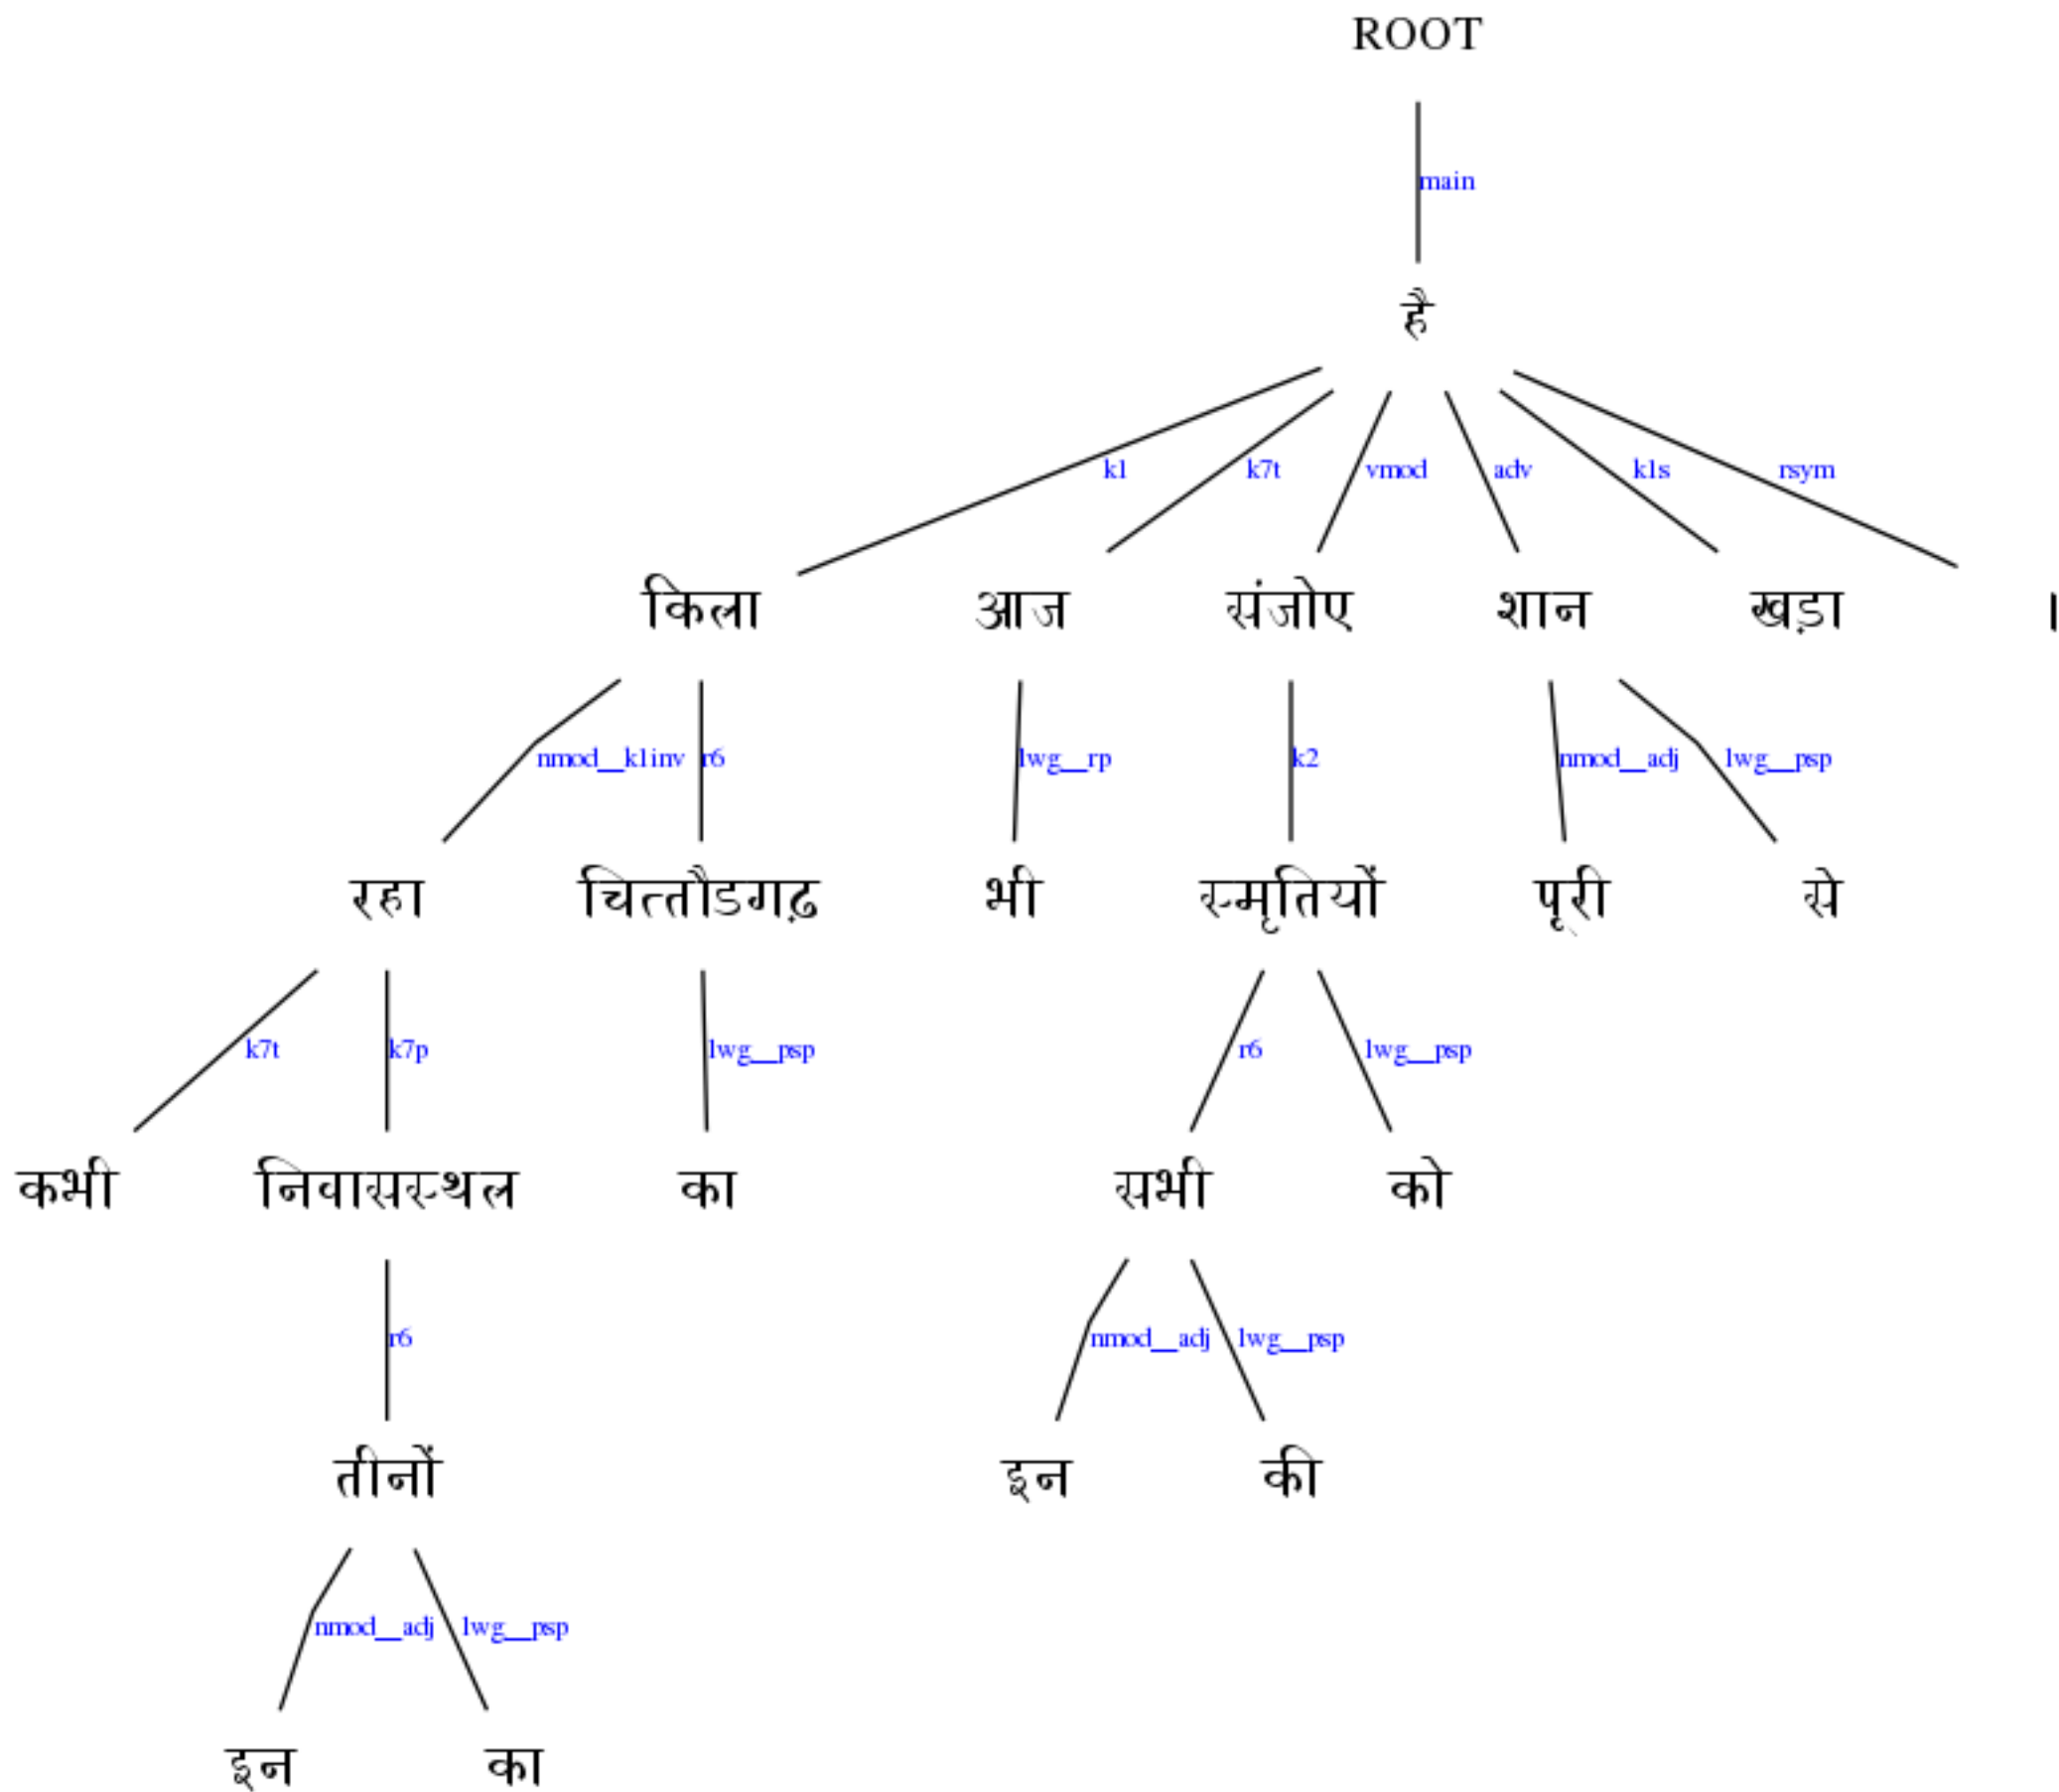 ROOT
main
है
k1 k7t vmod adv k1s rsym
किला आज संजोए शान खड़ा ।
nmod__k1inv r6 lwg__rp k2 nmod__adj lwg__psp
रहा चित्तौडगढ़ भी स्मृतियों पूरी से
k7t k7p lwg__psp r6 lwg__psp
कभी निवासस्थल का सभी को
r6 nmod__adj lwg__psp
तीनों इन की
nmod__adj lwg__psp
इन का